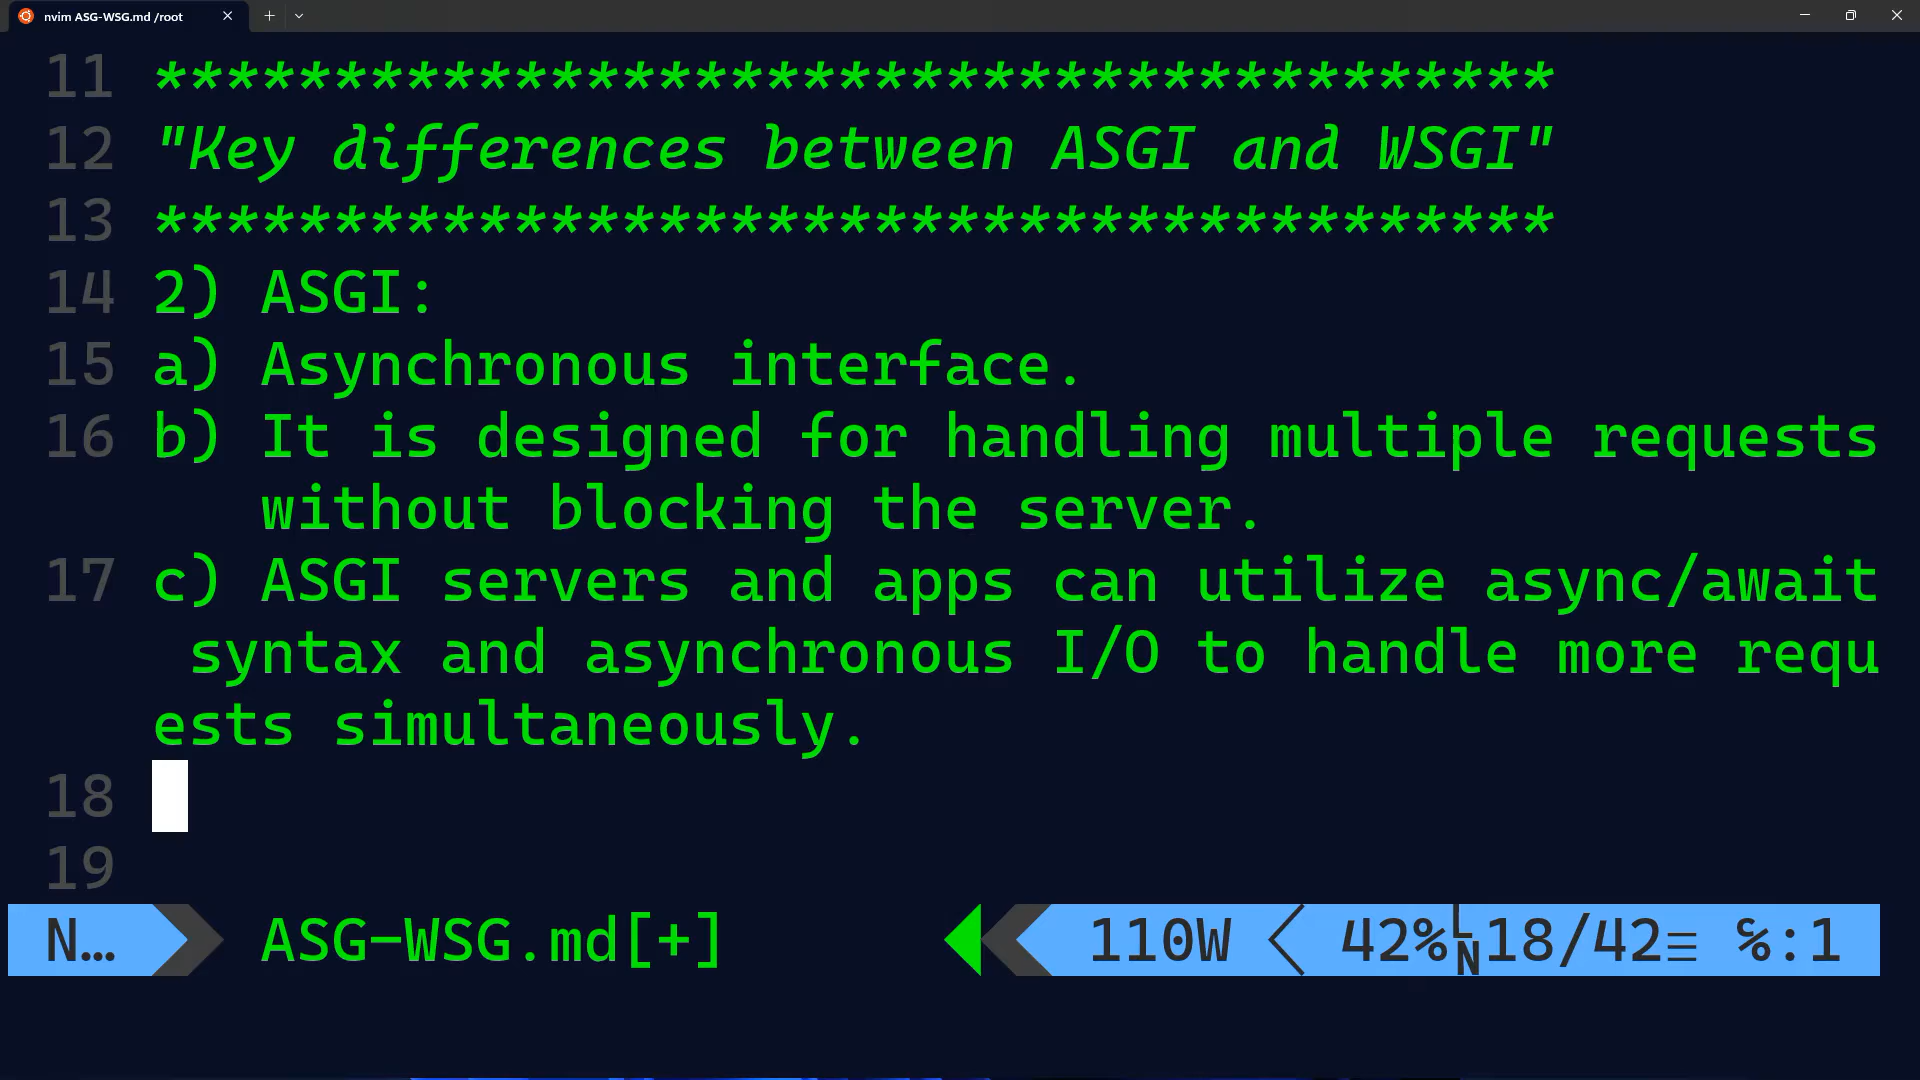 nvim ASG-WSG.md /root
11 *******************************************
12 "Key differences between ASGI and WSGI"
13 *******************************************
14 2) ASGI:
15 a) Asynchronous interface.
16 b) It is designed for handling multiple requests
without blocking the server.
17 c) ASGI servers and apps can utilize async/await
syntax and asynchronous I/O to handle more requ
ests simultaneously.
18
19
N… ASG-WSG.md[+] 110W 42% LN 18/42≡ ℅:1